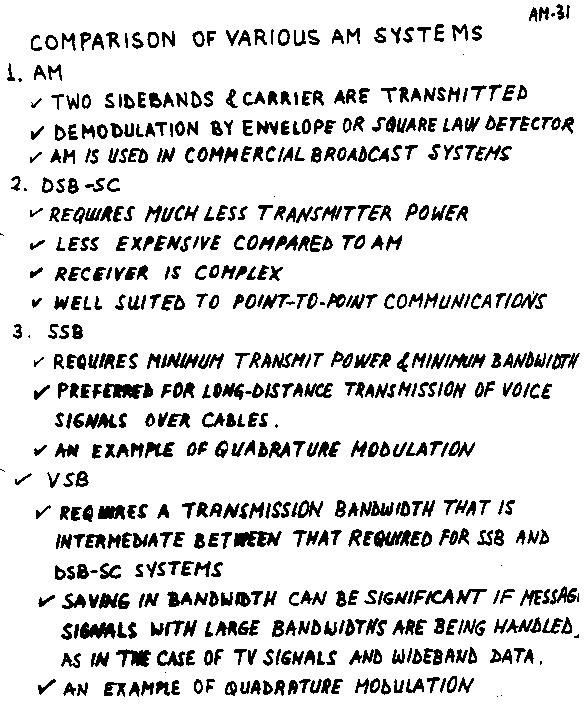 AM-31
COMPARISON OF VARIOUS AM SYSTEMS
1. AM
✓ TWO SIDEBANDS & CARRIER ARE TRANSMITTED
✓ DEMODULATION BY ENVELOPE OR SQUARE LAW DETECTOR
✓ AM IS USED IN COMMERCIAL BROADCAST SYSTEMS
2. DSB-SC
✓ REQUIRES MUCH LESS TRANSMITTER POWER
✓ LESS EXPENSIVE COMPARED TO AM
✓ RECEIVER IS COMPLEX
✓ WELL SUITED TO POINT-TO-POINT COMMUNICATIONS
3. SSB
✓ REQUIRES MINIMUM TRANSMIT POWER & MINIMUM BANDWIDTH
✓ PREFERRED FOR LONG-DISTANCE TRANSMISSION OF VOICE
SIGNALS OVER CABLES.
✓ AN EXAMPLE OF QUADRATURE MODULATION
✓ VSB
✓ REQUIRES A TRANSMISSION BANDWIDTH THAT IS
INTERMEDIATE BETWEEN THAT REQUIRED FOR SSB AND
DSB-SC SYSTEMS
✓ SAVING IN BANDWIDTH CAN BE SIGNIFICANT IF MESSAGE
SIGNALS WITH LARGE BANDWIDTHS ARE BEING HANDLED,
AS IN THE CASE OF TV SIGNALS AND WIDEBAND DATA.
✓ AN EXAMPLE OF QUADRATURE MODULATION